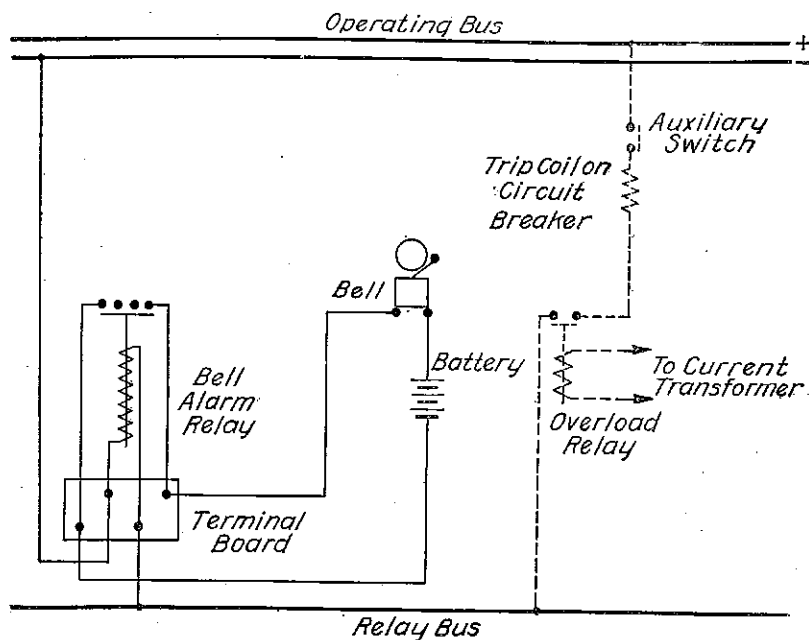 Operating Bus
+
-
Auxiliary
Switch
Trip Coil on
Circuit
Breaker
Bell
Bell
Alarm
Relay
Battery
To Current
Transformer
Overload
Relay
Terminal
Board
Relay Bus